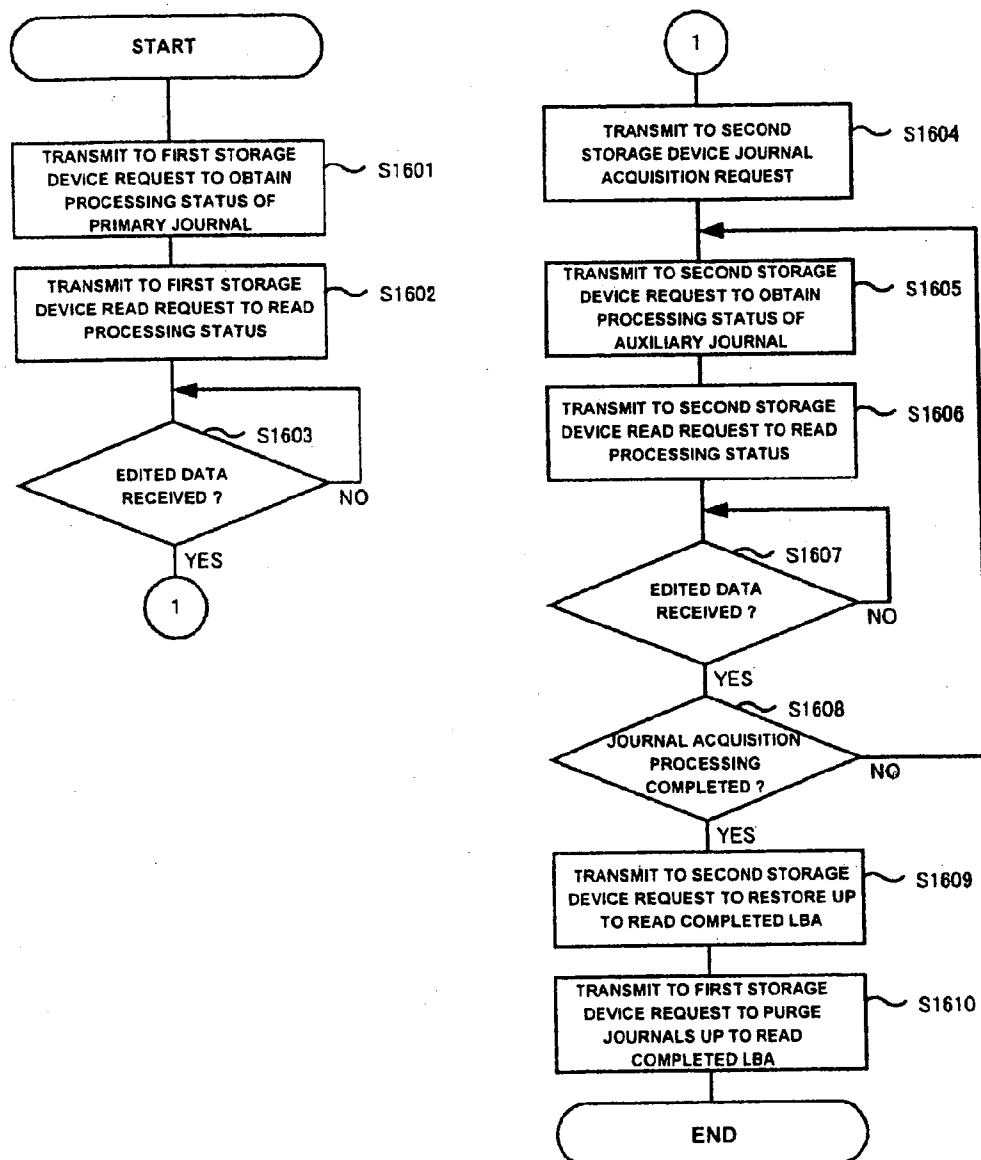 START
TRANSMIT TO FIRST STORAGE
DEVICE REQUEST TO OBTAIN
PROCESSING STATUS OF
PRIMARY JOURNAL
S1601
TRANSMIT TO FIRST STORAGE
DEVICE READ REQUEST TO READ
PROCESSING STATUS
S1602
S1603
EDITED DATA
RECEIVED ?
NO
YES
1
1
TRANSMIT TO SECOND
STORAGE DEVICE JOURNAL
ACQUISITION REQUEST
S1604
TRANSMIT TO SECOND STORAGE
DEVICE REQUEST TO OBTAIN
PROCESSING STATUS OF
AUXILIARY JOURNAL
S1605
TRANSMIT TO SECOND STORAGE
DEVICE READ REQUEST TO READ
PROCESSING STATUS
S1606
S1607
EDITED DATA
RECEIVED ?
NO
YES
S1608
JOURNAL ACQUISITION
PROCESSING
COMPLETED ?
NO
YES
TRANSMIT TO SECOND STORAGE
DEVICE REQUEST TO RESTORE UP
TO READ COMPLETED LBA
S1609
TRANSMIT TO FIRST STORAGE
DEVICE REQUEST TO PURGE
JOURNALS UP TO READ
COMPLETED LBA
S1610
END